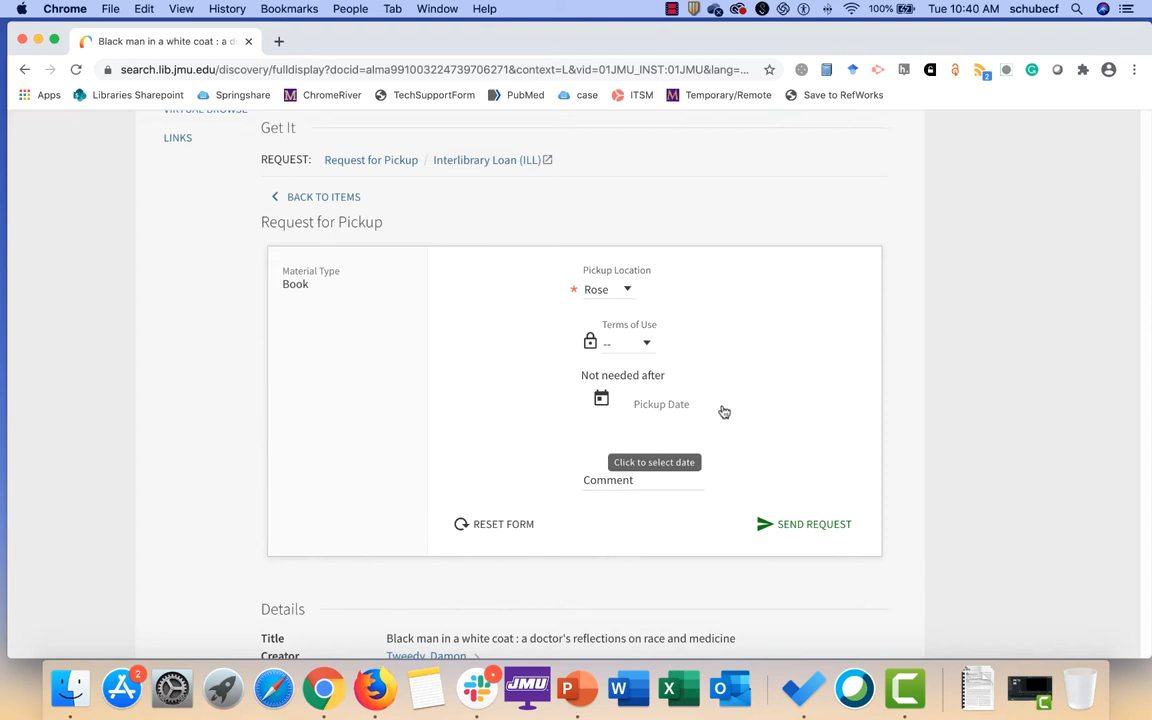 Chrome File Edit View History Bookmarks People Tab Window Help 100% Tue 10:40 AM schubecf
Black man in a white coat : a d
search.lib.jmu.edu/discovery/fulldisplay?docid=alma991003224739706271&context=L&vid=01JMU_INST:01JMU&lang=...
Apps Libraries Sharepoint Springshare ChromeRiver TechSupportForm PubMed case ITSM Temporary/Remote Save to RefWorks
VIRTUAL BROWSE
LINKS
Get It
REQUEST: Request for Pickup / Interlibrary Loan (ILL)
BACK TO ITEMS
Request for Pickup
Material Type
Book
Pickup Location
* Rose
Terms of Use
--
Not needed after
Pickup Date
Click to select date
Comment
RESET FORM
SEND REQUEST
Details
Title Black man in a white coat : a doctor's reflections on race and medicine
Creator Tweedy, Damon
2
2
JMU